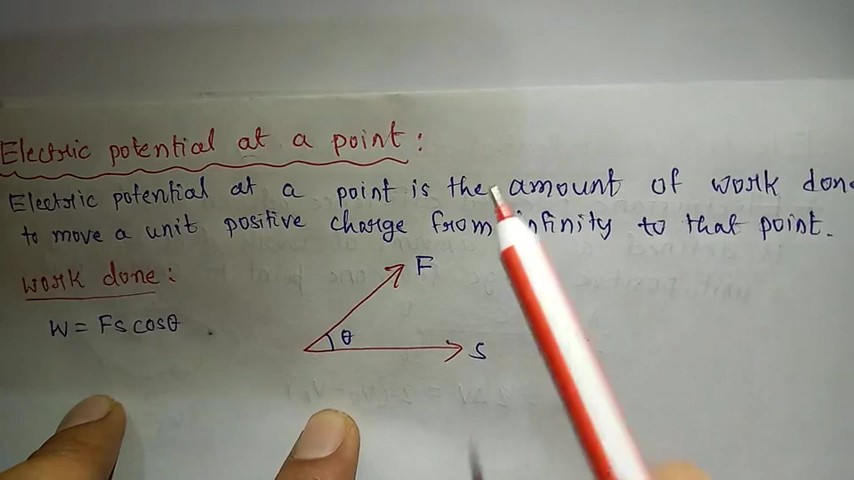 Electric potential at a point:
Electric potential at a point is the amount of work done
to move a unit positive charge from infinity to that point.
Work done:
F
W = Fs cosθ
θ
S